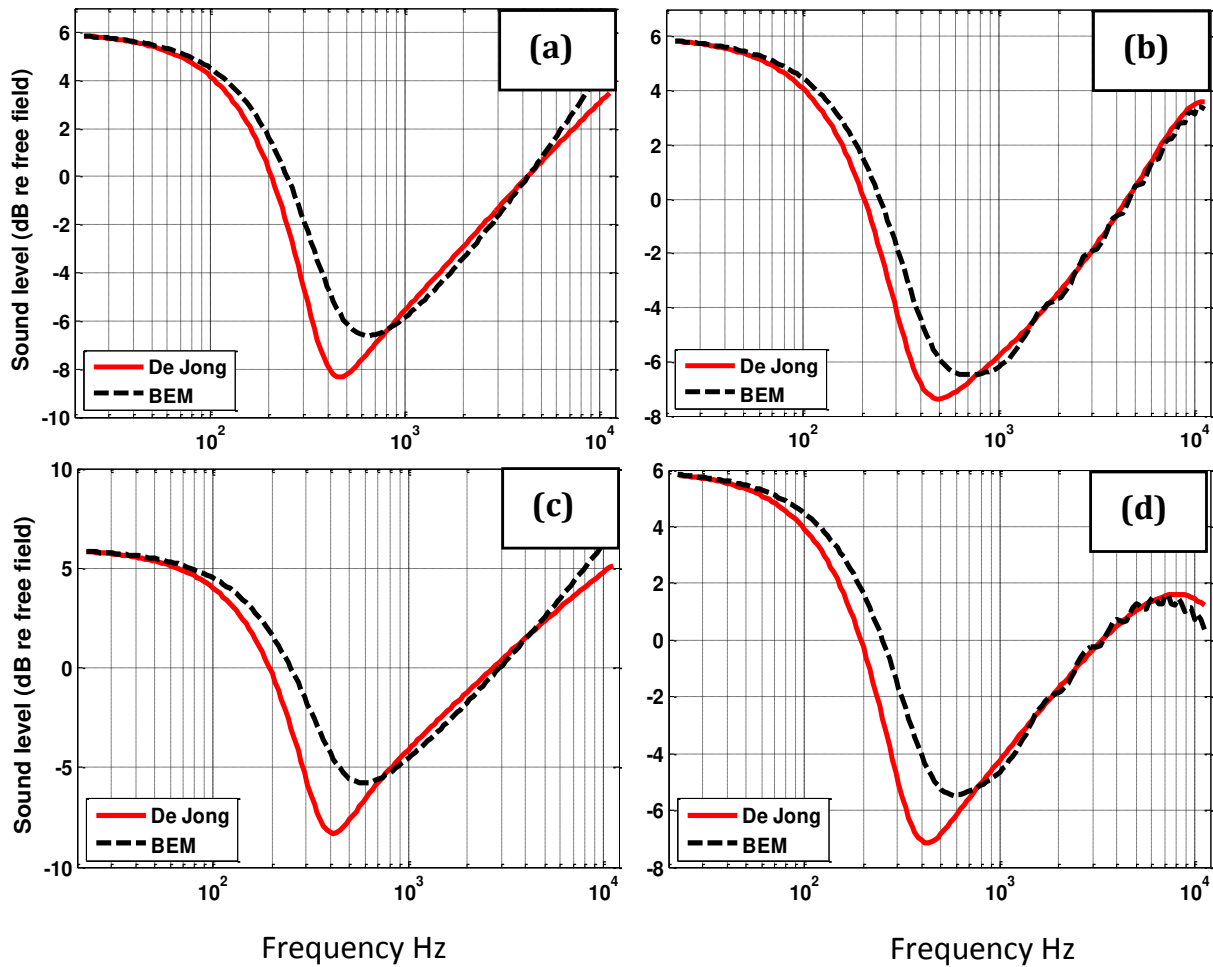 (a)
6
4
2
0
-2
-4
-6
-8
-10
Sound level (dB re free field)
De Jong
BEM
10^2
10^3
10^4
(b)
6
4
2
0
-2
-4
-6
-8
De Jong
BEM
10^2
10^3
10^4
(c)
10
5
0
-5
-10
Sound level (dB re free field)
De Jong
BEM
10^2
10^3
10^4
Frequency Hz
(d)
6
4
2
0
-2
-4
-6
-8
De Jong
BEM
10^2
10^3
10^4
Frequency Hz